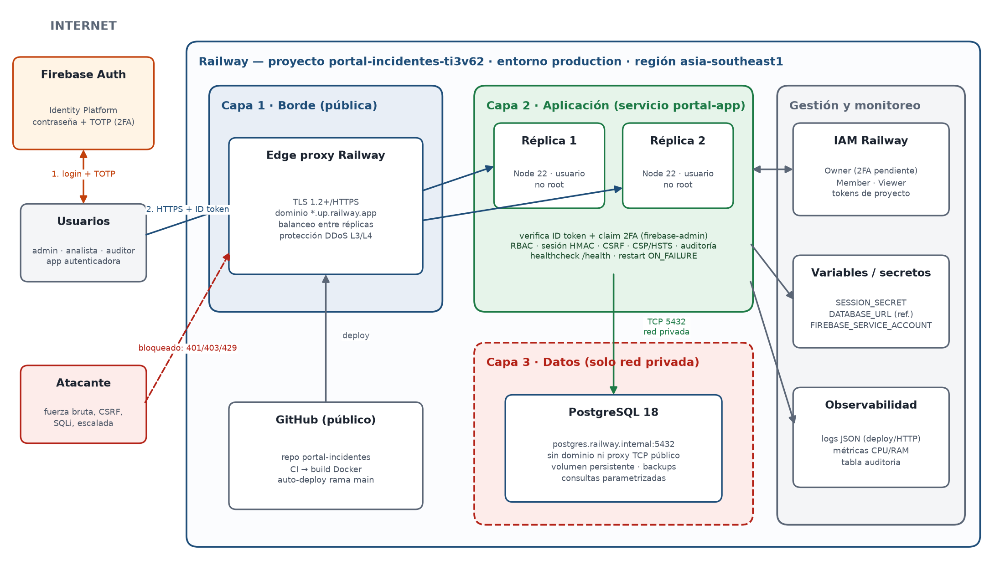 INTERNET
Railway — proyecto portal-incidentes-ti3v62 · entorno production · región asia-southeast1
Firebase Auth
Identity Platform
contraseña + TOTP (2FA)
1. login + TOTP
Usuarios
admin · analista · auditor
app autenticadora
2. HTTPS + ID token
Atacante
fuerza bruta, CSRF,
SQLi, escalada
bloqueado: 401/403/429
Capa 1 · Borde (pública)
Edge proxy Railway
TLS 1.2+/HTTPS
dominio *.up.railway.app
balanceo entre réplicas
protección DDoS L3/L4
deploy
GitHub (público)
repo portal-incidentes
CI → build Docker
auto-deploy rama main
Capa 2 · Aplicación (servicio portal-app)
Réplica 1
Node 22 · usuario
no root
Réplica 2
Node 22 · usuario
no root
verifica ID token + claim 2FA (firebase-admin)
RBAC · sesión HMAC · CSRF · CSP/HSTS · auditoría
healthcheck /health · restart ON_FAILURE
TCP 5432
red privada
Capa 3 · Datos (solo red privada)
PostgreSQL 18
postgres.railway.internal:5432
sin dominio ni proxy TCP público
volumen persistente · backups
consultas parametrizadas
Gestión y monitoreo
IAM Railway
Owner (2FA pendiente)
Member · Viewer
tokens de proyecto
Variables / secretos
SESSION_SECRET
DATABASE_URL (ref.)
FIREBASE_SERVICE_ACCOUNT
Observabilidad
logs JSON (deploy/HTTP)
métricas CPU/RAM
tabla auditoria